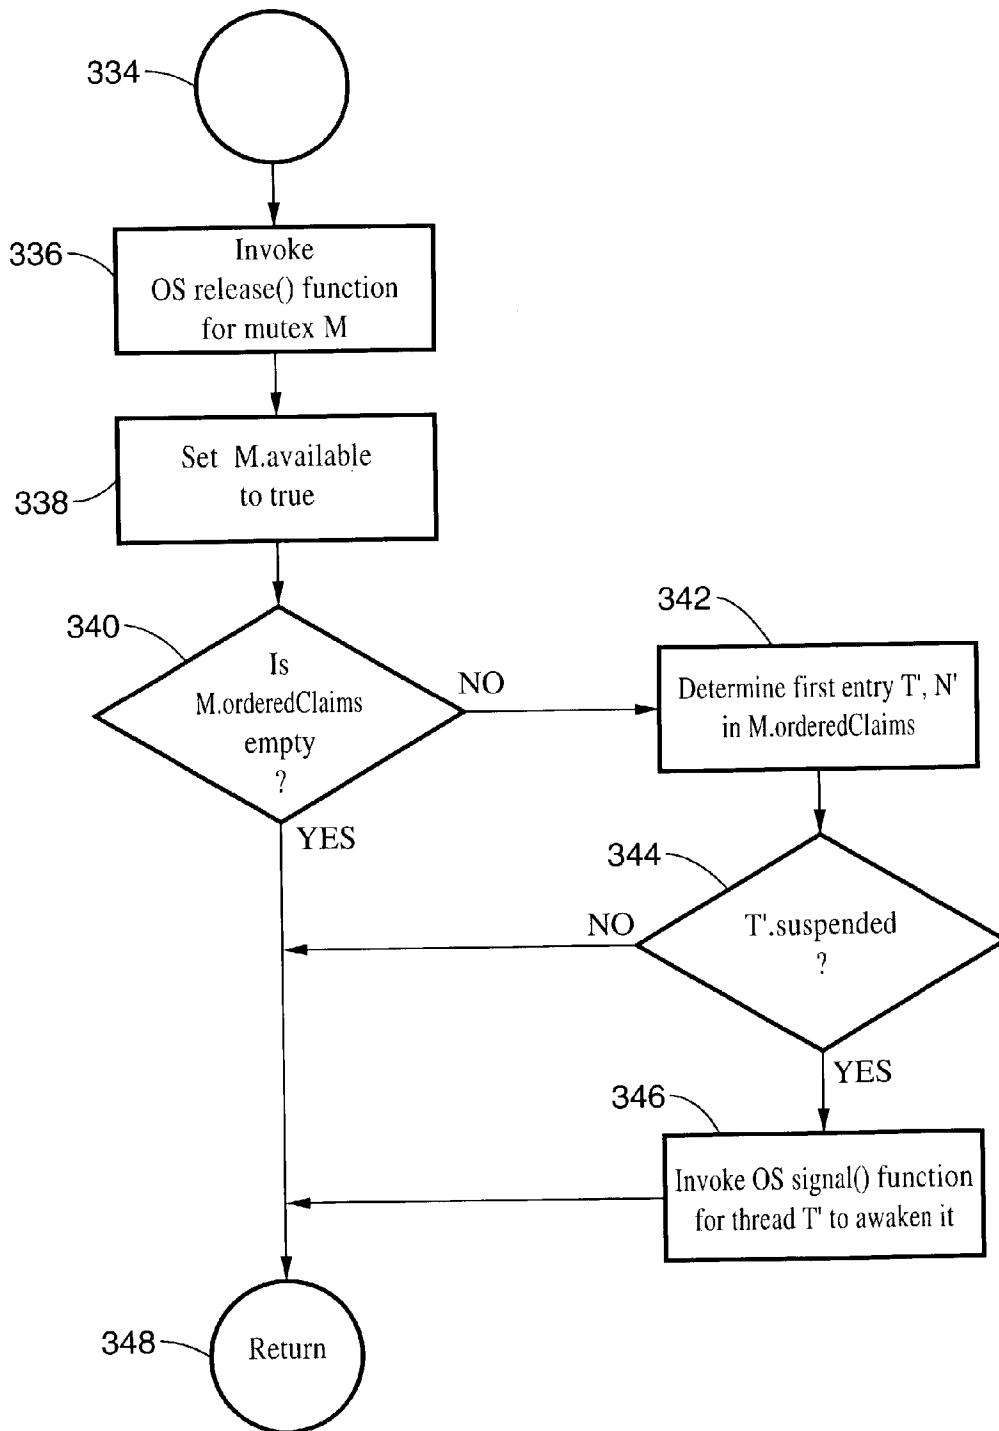 334
336
Invoke
OS release() function
for mutex M
338
Set M.available
to true
340
Is
M.orderedClaims
empty
?
NO
YES
342
Determine first entry T', N'
in M.orderedClaims
344
T'.suspended
?
NO
YES
346
Invoke OS signal() function
for thread T' to awaken it
348
Return